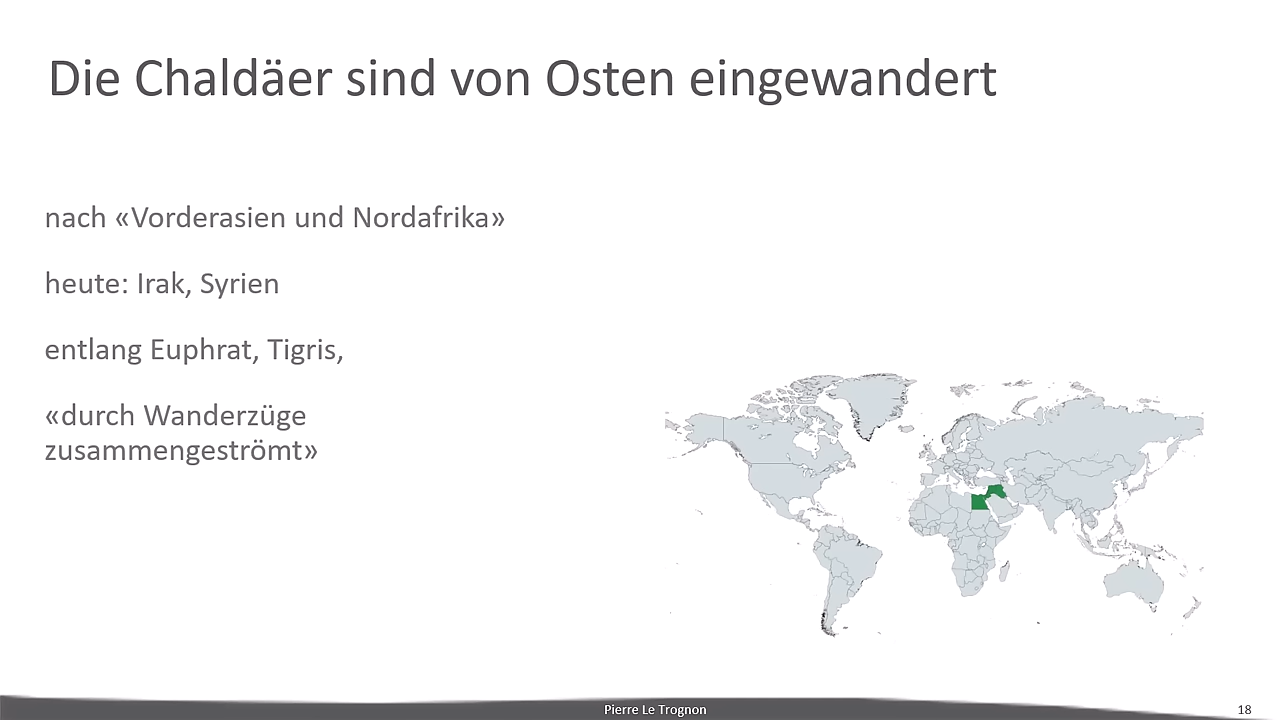 Die Chaldäer sind von Osten eingewandert
nach «Vorderasien und Nordafrika»
heute: Irak, Syrien
entlang Euphrat, Tigris,
«durch Wanderzüge
zusammengeströmt»
Pierre Le Trognon
18